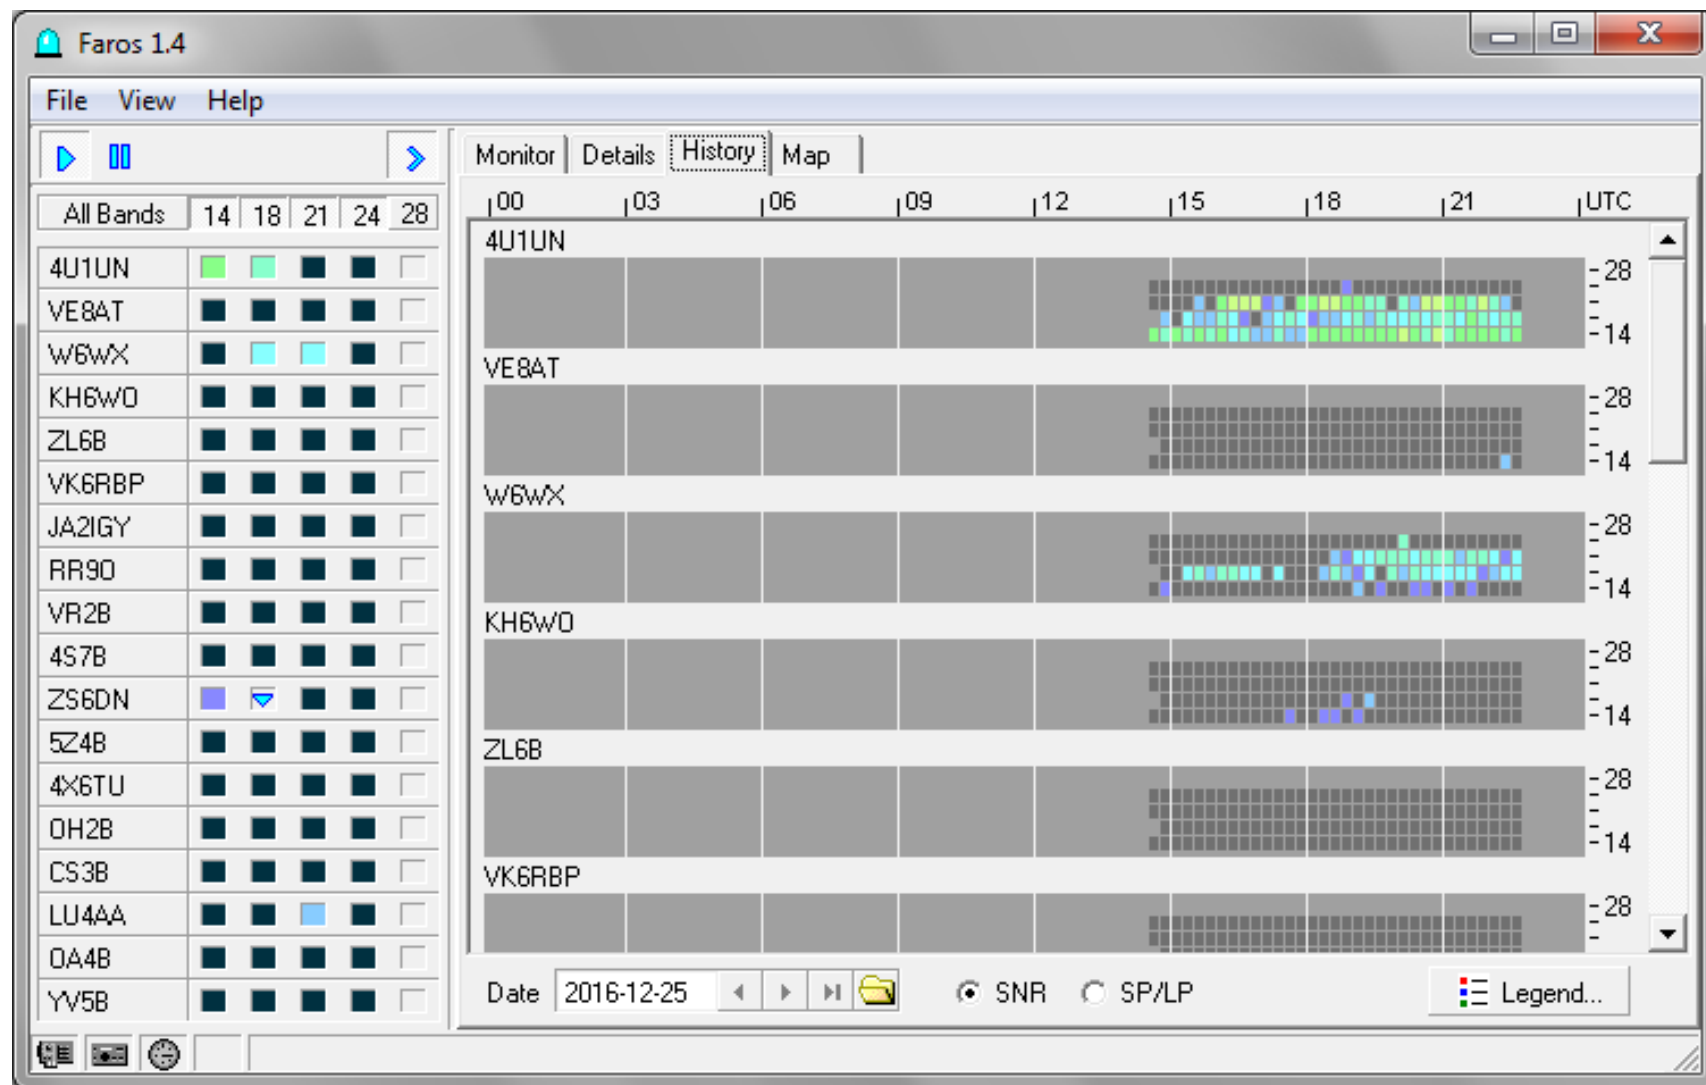 Faros 1.4
File View Help
Monitor Details History Map
All Bands 14 18 21 24 28
00 03 06 09 12 15 18 21 UTC
4U1UN
VE8AT
W6WX
KH6WO
ZL6B
VK6RBP
JA2IGY
RR9O
VR2B
4S7B
ZS6DN
5Z4B
4X6TU
OH2B
CS3B
LU4AA
OA4B
YV5B
4U1UN
28
14
VE8AT
28
14
W6WX
28
14
KH6WO
28
14
ZL6B
28
14
VK6RBP
28
Date 2016-12-25 SNR SP/LP Legend...